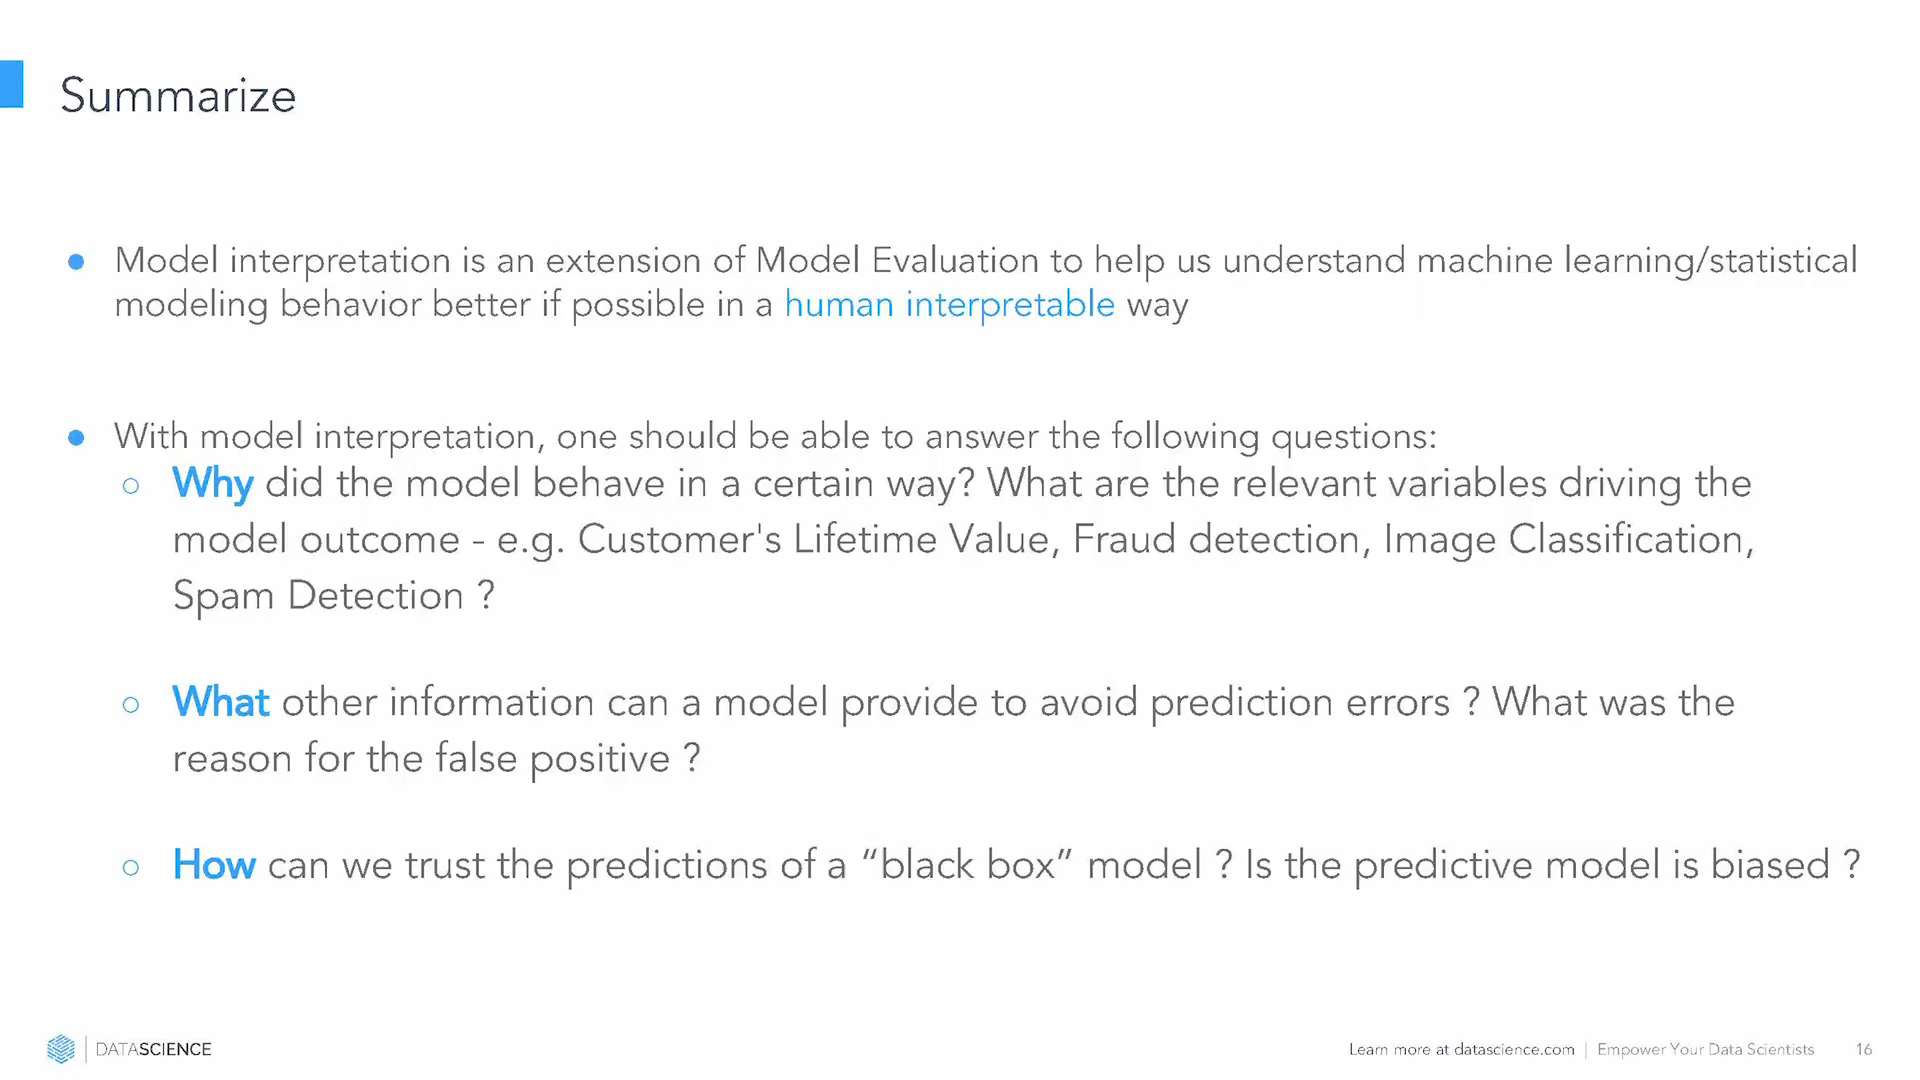 Summarize
● Model interpretation is an extension of Model Evaluation to help us understand machine learning/statistical
modeling behavior better if possible in a human interpretable way
● With model interpretation, one should be able to answer the following questions:
○ Why did the model behave in a certain way? What are the relevant variables driving the
model outcome - e.g. Customer's Lifetime Value, Fraud detection, Image Classification,
Spam Detection ?
○ What other information can a model provide to avoid prediction errors ? What was the
reason for the false positive ?
○ How can we trust the predictions of a “black box” model ? Is the predictive model is biased ?
DATASCIENCE
Learn more at datascience.com | Empower Your Data Scientists 16